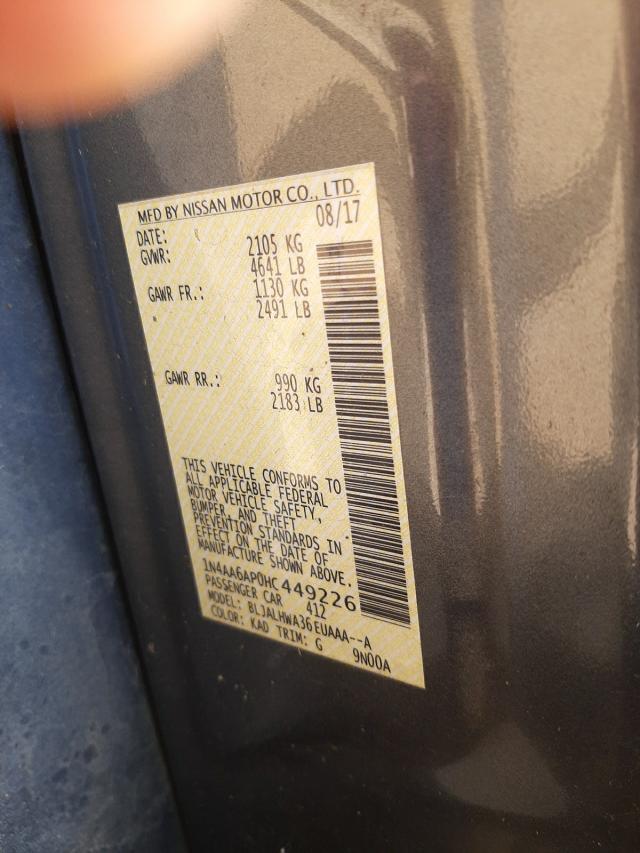 MFD BY NISSAN MOTOR CO., LTD.
DATE: 08/17
GVWR: 2105 KG
4641 LB
GAWR FR.: 1130 KG
2491 LB
GAWR RR.: 990 KG
2183 LB
THIS VEHICLE CONFORMS TO
ALL APPLICABLE FEDERAL
MOTOR VEHICLE SAFETY,
BUMPER, AND THEFT
PREVENTION STANDARDS IN
EFFECT ON THE DATE OF
MANUFACTURE SHOWN ABOVE.
1N4AA6AP0HC449226
PASSENGER CAR 412
MODEL: BLJALHWA36EUAAA--A
COLOR: KAD TRIM: G 9N00A